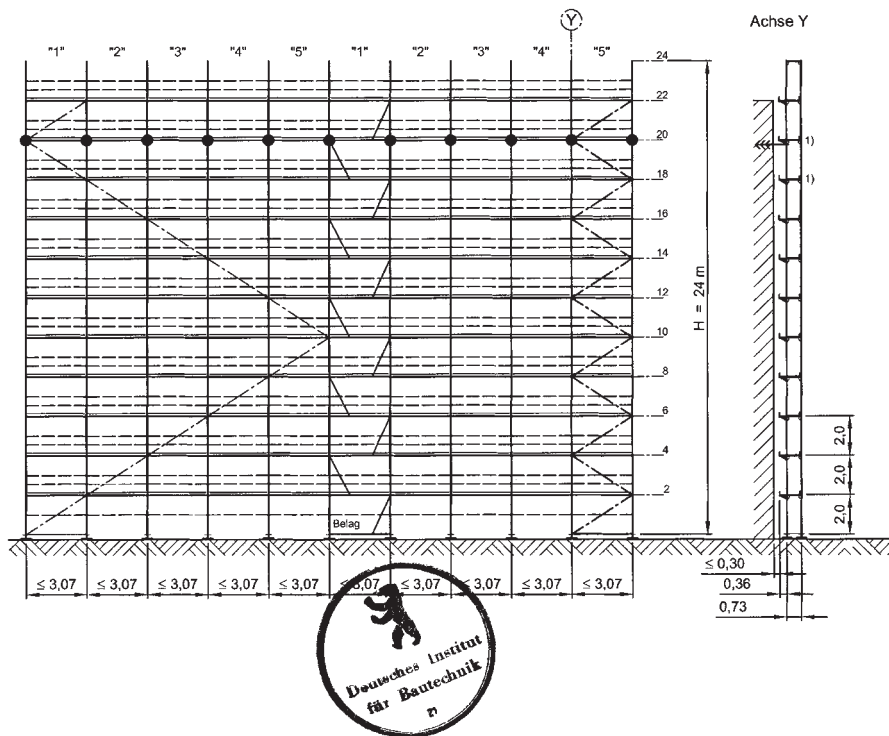 Y
Achse Y
"1" "2" "3" "4" "5" "1" "2" "3" "4" "5"
24
22
20
18
16
14
12
10
8
6
4
2
H = 24 m
1)
1)
2,0
2,0
2,0
Belag
≤ 3,07 ≤ 3,07 ≤ 3,07 ≤ 3,07 ≤ 3,07 ≤ 3,07 ≤ 3,07 ≤ 3,07 ≤ 3,07 ≤ 3,07
≤ 0,30
0,36
0,73
Deutsches Institut
für Bautechnik